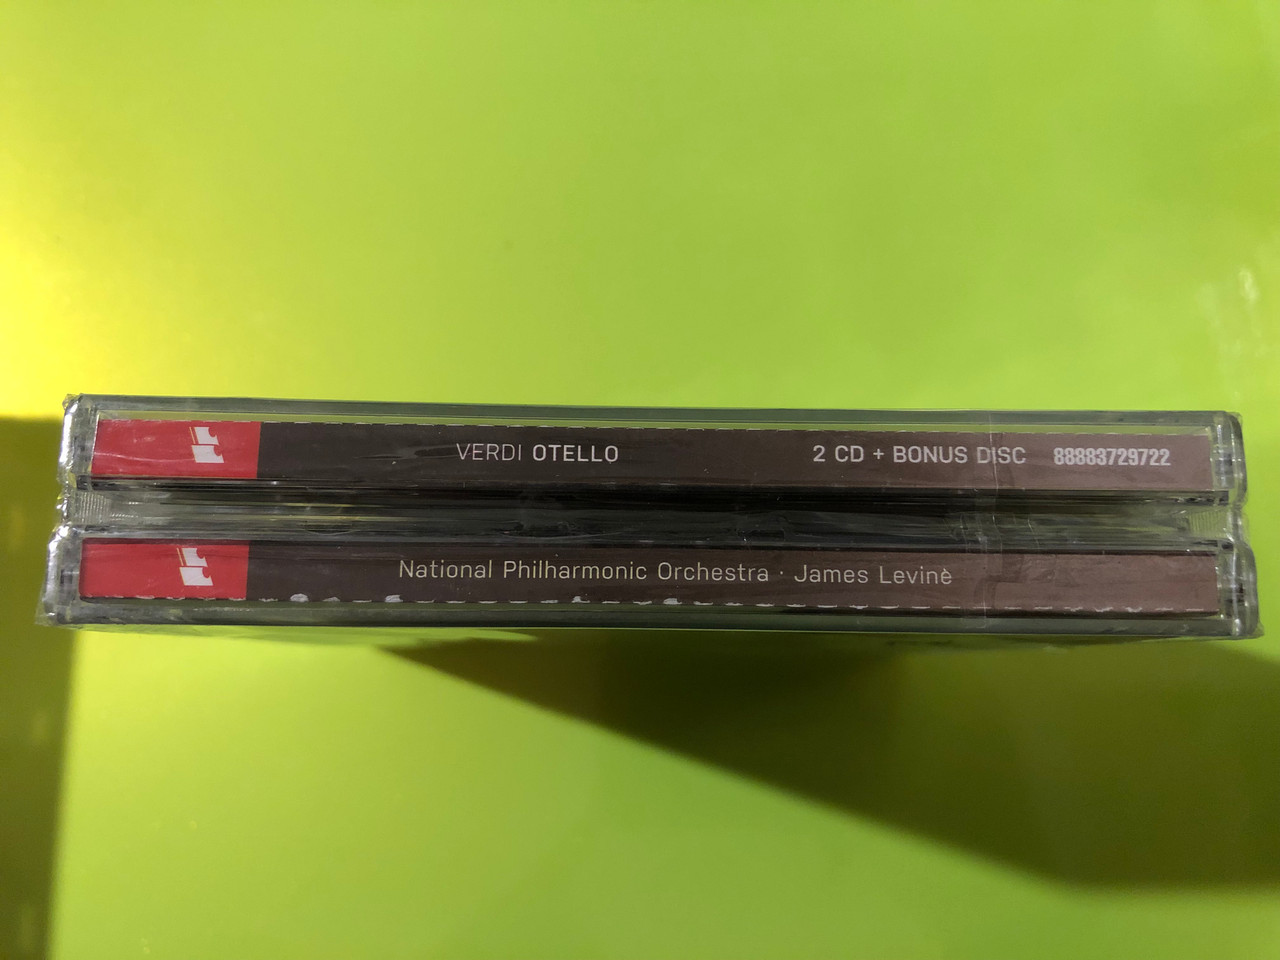 VERDI OTELLO 2 CD + BONUS DISC 88883729722
National Philharmonic Orchestra · James Levine